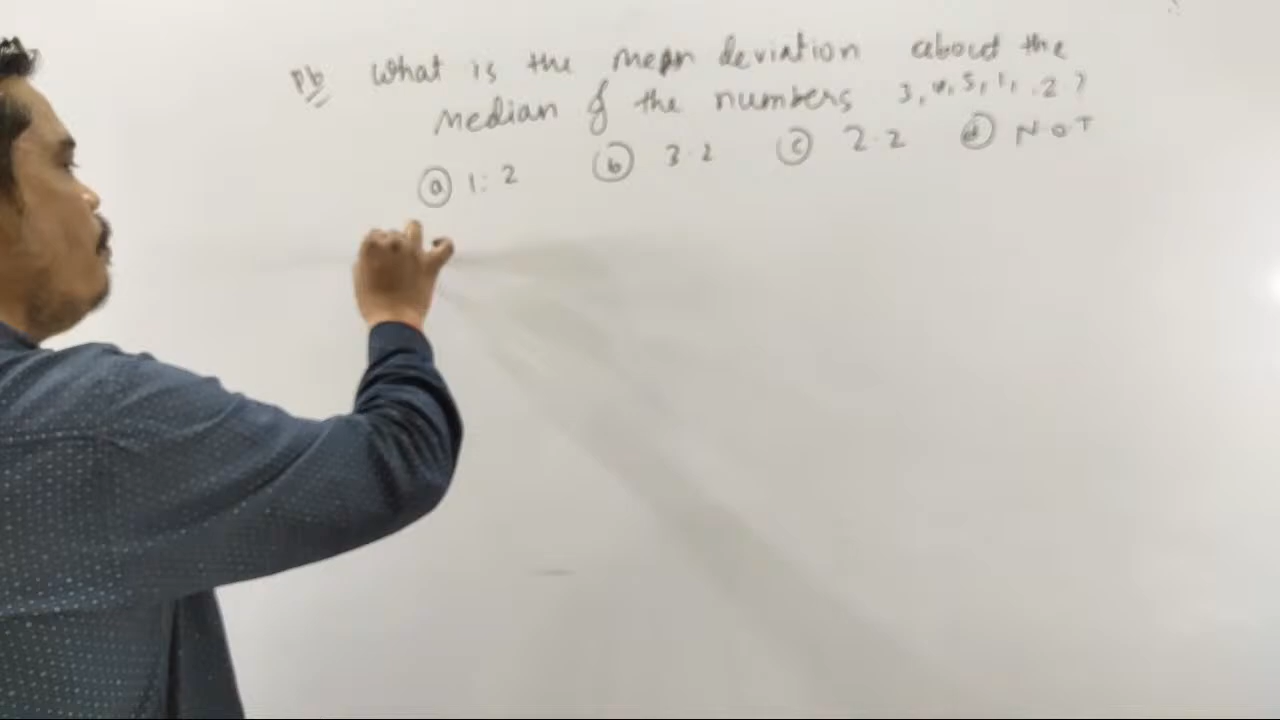 Pb What is the mean deviation about the
median of the numbers 3, 4, 5, 1, 2 ?
(a) 1.2 (b) 3.2 (c) 2.2 (d) NOT